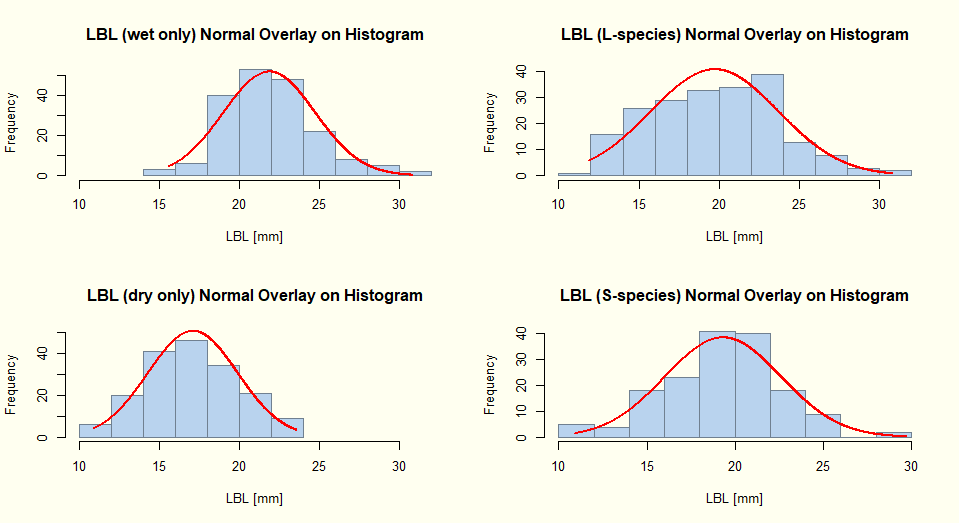 LBL (wet only) Normal Overlay on Histogram
Frequency
0 20 40
10 15 20 25 30
LBL [mm]
LBL (L-species) Normal Overlay on Histogram
Frequency
0 10 20 30 40
10 15 20 25 30
LBL [mm]
LBL (dry only) Normal Overlay on Histogram
Frequency
0 20 40
10 15 20 25 30
LBL [mm]
LBL (S-species) Normal Overlay on Histogram
Frequency
0 10 20 30 40
10 15 20 25 30
LBL [mm]